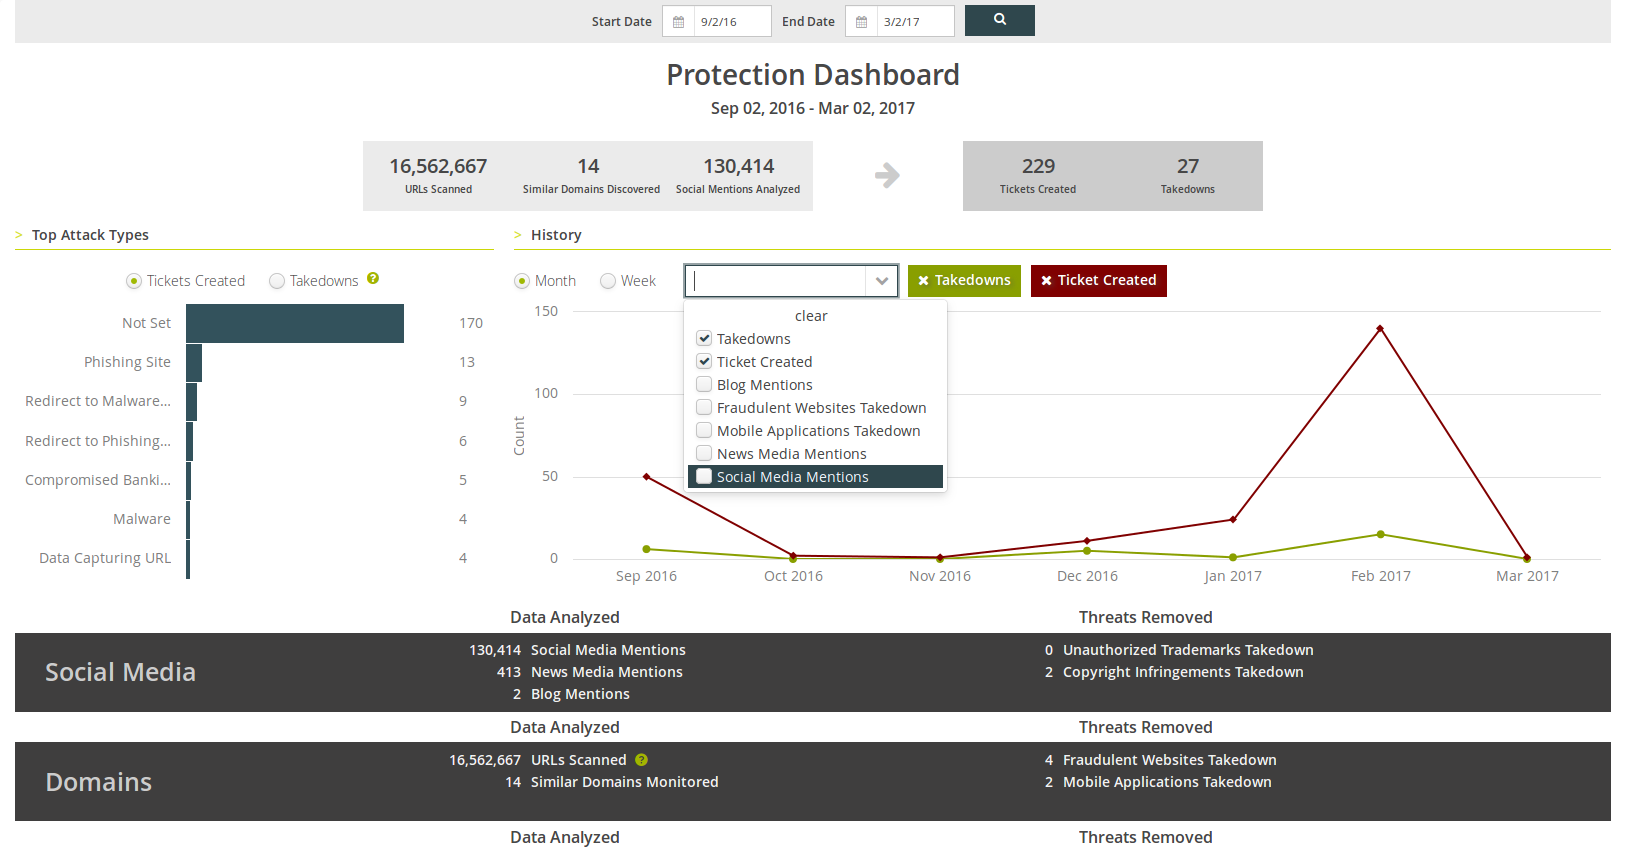 Start Date 9/2/16 End Date 3/2/17
Protection Dashboard
Sep 02, 2016 - Mar 02, 2017
16,562,667 14 130,414 229 27
URLs Scanned Similar Domains Discovered Social Mentions Analyzed Tickets Created Takedowns
> Top Attack Types
Tickets Created Takedowns ?
Not Set 170
Phishing Site 13
Redirect to Malware... 9
Redirect to Phishing... 6
Compromised Banki... 5
Malware 4
Data Capturing URL 4
> History
Month Week × Takedowns × Ticket Created
clear
Takedowns
Ticket Created
Blog Mentions
Fraudulent Websites Takedown
Mobile Applications Takedown
News Media Mentions
Social Media Mentions
Count
150
100
50
0
Sep 2016 Oct 2016 Nov 2016 Dec 2016 Jan 2017 Feb 2017 Mar 2017
Data Analyzed Threats Removed
Social Media
130,414 Social Media Mentions
413 News Media Mentions
2 Blog Mentions
0 Unauthorized Trademarks Takedown
2 Copyright Infringements Takedown
Data Analyzed Threats Removed
Domains
16,562,667 URLs Scanned ?
14 Similar Domains Monitored
4 Fraudulent Websites Takedown
2 Mobile Applications Takedown
Data Analyzed Threats Removed